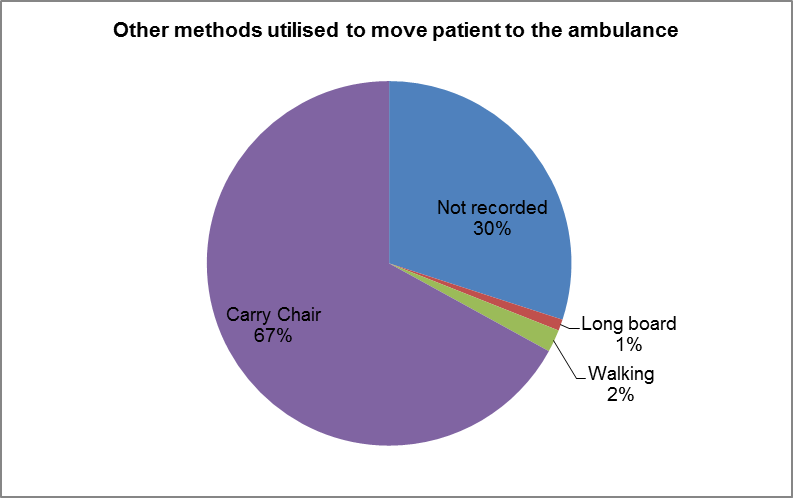 Other methods utilised to move patient to the ambulance
Not recorded
30%
Long board
1%
Walking
2%
Carry Chair
67%